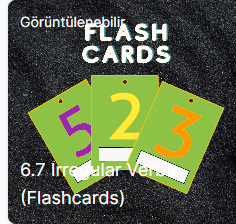 Görüntülenebilir
FLASH
CARDS
5 2 3
6.7 Irregular Verbs
(Flashcards)